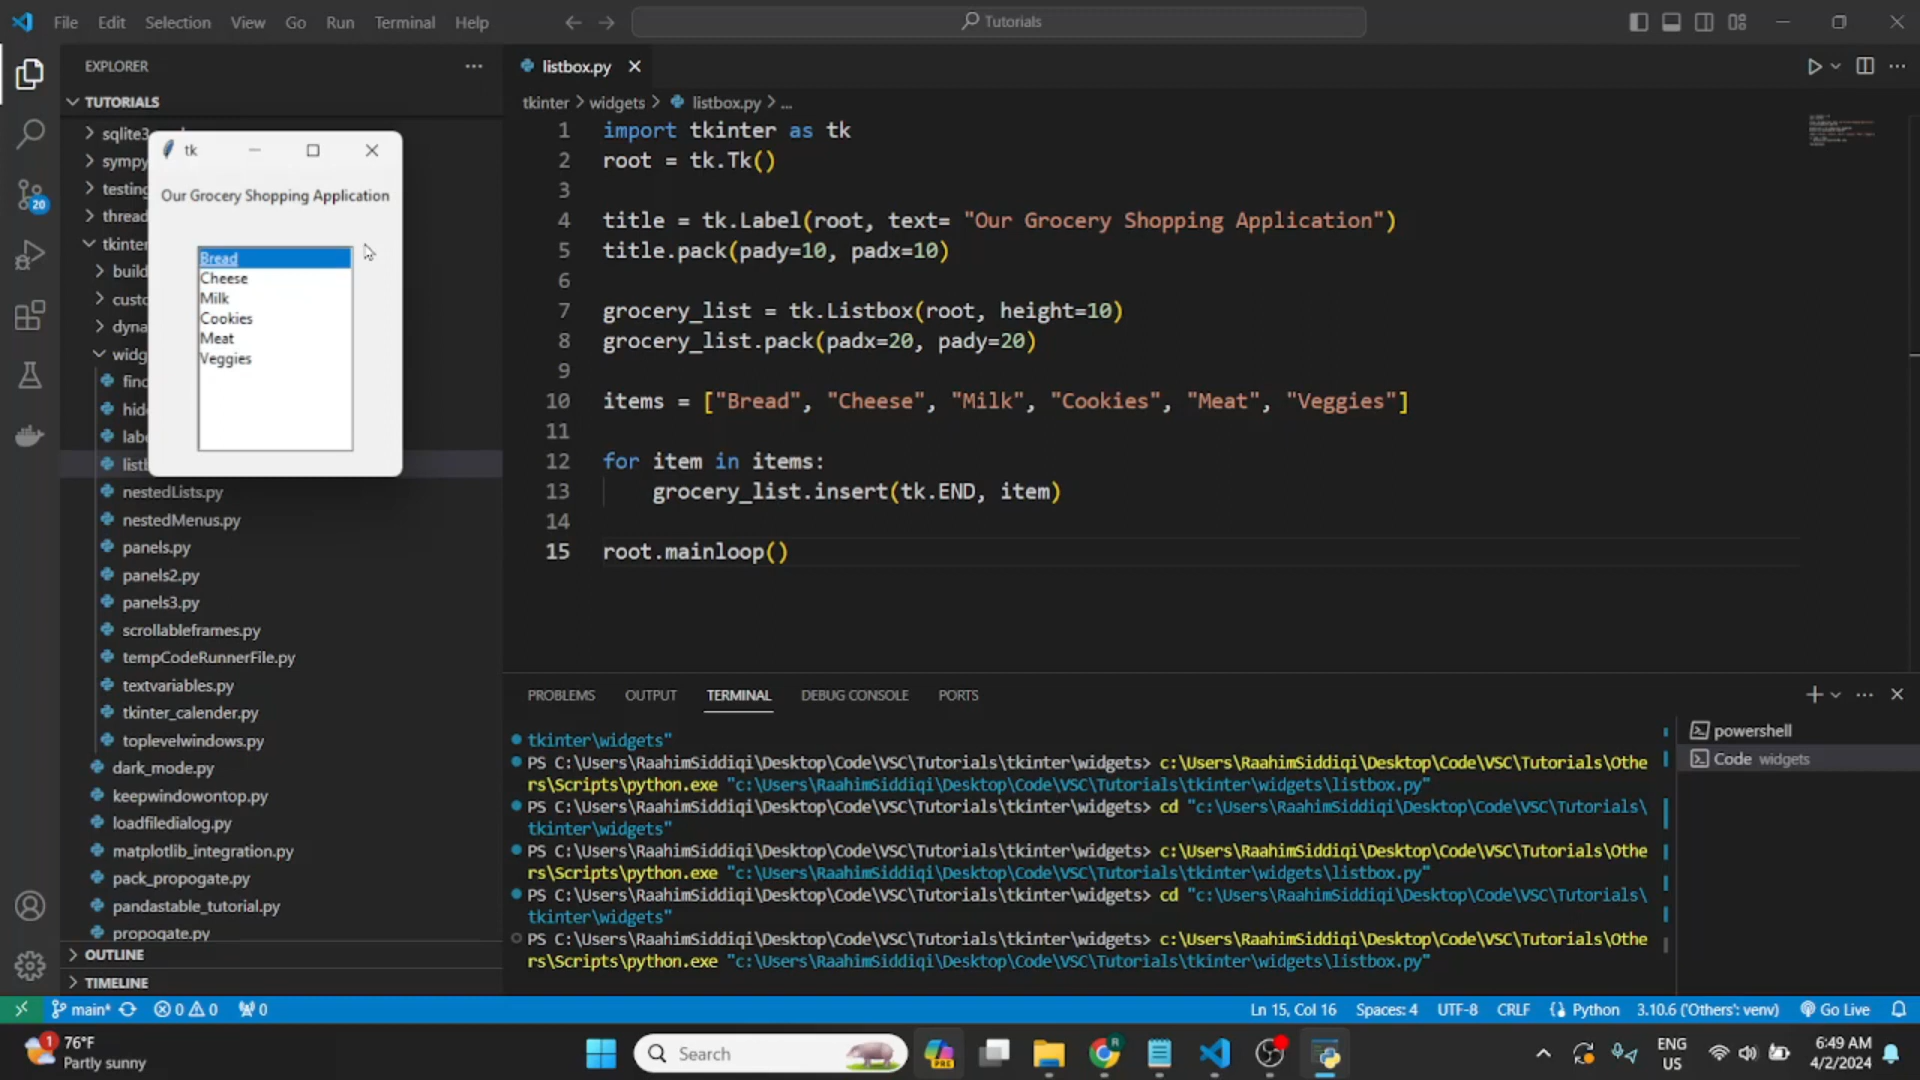 File Edit Selection View Go Run Terminal Help
Tutorials
EXPLORER
TUTORIALS
sqlite3
sympy
testing
thread
tkinter
build
custo
dyna
widg
find
hide
labe
listb
nestedLists.py
nestedMenus.py
panels.py
panels2.py
panels3.py
scrollableframes.py
tempCodeRunnerFile.py
textvariables.py
tkinter_calender.py
toplevelwindows.py
dark_mode.py
keepwindowontop.py
loadfiledialog.py
matplotlib_integration.py
pack_propogate.py
pandastable_tutorial.py
propogate.py
OUTLINE
TIMELINE
20
tk
Our Grocery Shopping Application
Bread
Cheese
Milk
Cookies
Meat
Veggies
listbox.py
tkinter > widgets > listbox.py > ...
1 import tkinter as tk
2 root = tk.Tk()
3
4 title = tk.Label(root, text= "Our Grocery Shopping Application")
5 title.pack(pady=10, padx=10)
6
7 grocery_list = tk.Listbox(root, height=10)
8 grocery_list.pack(padx=20, pady=20)
9
10 items = ["Bread", "Cheese", "Milk", "Cookies", "Meat", "Veggies"]
11
12 for item in items:
13 grocery_list.insert(tk.END, item)
14
15 root.mainloop()
PROBLEMS OUTPUT TERMINAL DEBUG CONSOLE PORTS
tkinter\widgets"
PS C:\Users\RaahimSiddiqi\Desktop\Code\VSC\Tutorials\tkinter\widgets> c:\Users\RaahimSiddiqi\Desktop\Code\VSC\Tutorials\Othe
rs\Scripts\python.exe "c:\Users\RaahimSiddiqi\Desktop\Code\VSC\Tutorials\tkinter\widgets\listbox.py"
PS C:\Users\RaahimSiddiqi\Desktop\Code\VSC\Tutorials\tkinter\widgets> cd "c:\Users\RaahimSiddiqi\Desktop\Code\VSC\Tutorials\
tkinter\widgets"
PS C:\Users\RaahimSiddiqi\Desktop\Code\VSC\Tutorials\tkinter\widgets> c:\Users\RaahimSiddiqi\Desktop\Code\VSC\Tutorials\Othe
rs\Scripts\python.exe "c:\Users\RaahimSiddiqi\Desktop\Code\VSC\Tutorials\tkinter\widgets\listbox.py"
PS C:\Users\RaahimSiddiqi\Desktop\Code\VSC\Tutorials\tkinter\widgets> cd "c:\Users\RaahimSiddiqi\Desktop\Code\VSC\Tutorials\
tkinter\widgets"
PS C:\Users\RaahimSiddiqi\Desktop\Code\VSC\Tutorials\tkinter\widgets> c:\Users\RaahimSiddiqi\Desktop\Code\VSC\Tutorials\Othe
rs\Scripts\python.exe "c:\Users\RaahimSiddiqi\Desktop\Code\VSC\Tutorials\tkinter\widgets\listbox.py"
powershell
Code widgets
main* 0 0 0 Ln 15, Col 16 Spaces: 4 UTF-8 CRLF Python 3.10.6 ('Others': venv) Go Live
1
76°F
Partly sunny
Search
PRE
R
ENG
US
6:49 AM
4/2/2024